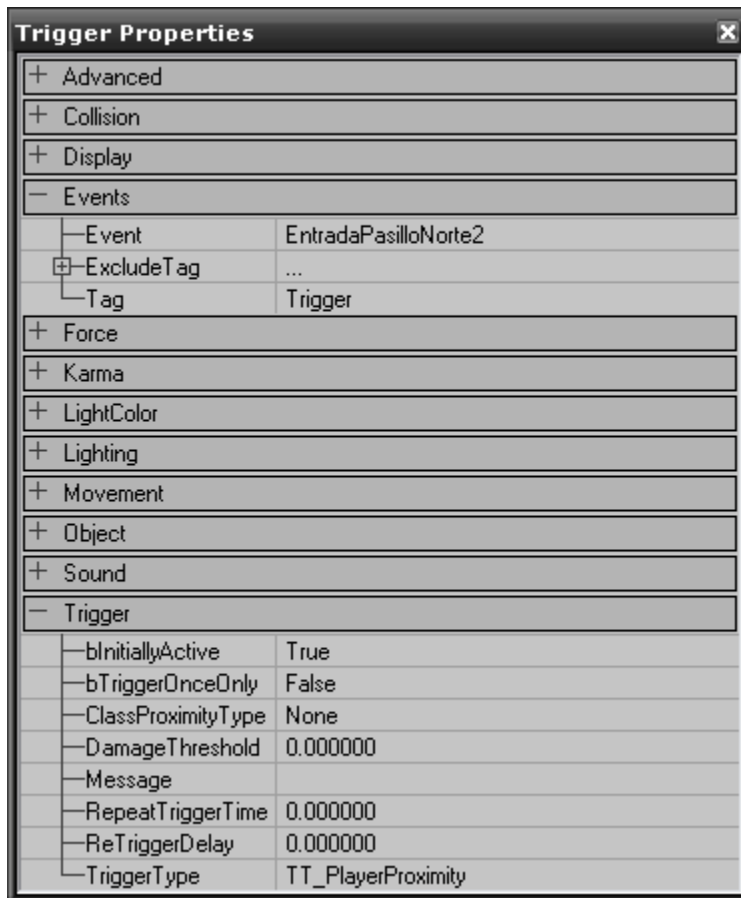 Trigger Properties
Advanced
Collision
Display
Events
Event EntradaPasilloNorte2
ExcludeTag ...
Tag Trigger
Force
Karma
LightColor
Lighting
Movement
Object
Sound
Trigger
bInitiallyActive True
bTriggerOnceOnly False
ClassProximityType None
DamageThreshold 0.000000
Message
RepeatTriggerTime 0.000000
ReTriggerDelay 0.000000
TriggerType TT_PlayerProximity